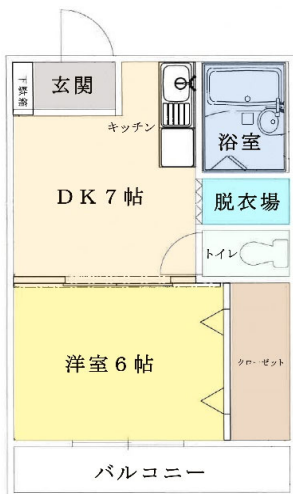 下駄箱
玄関
キッチン
浴室
DK7帖
脱衣場
トイレ
洋室6帖
クローゼット
バルコニー